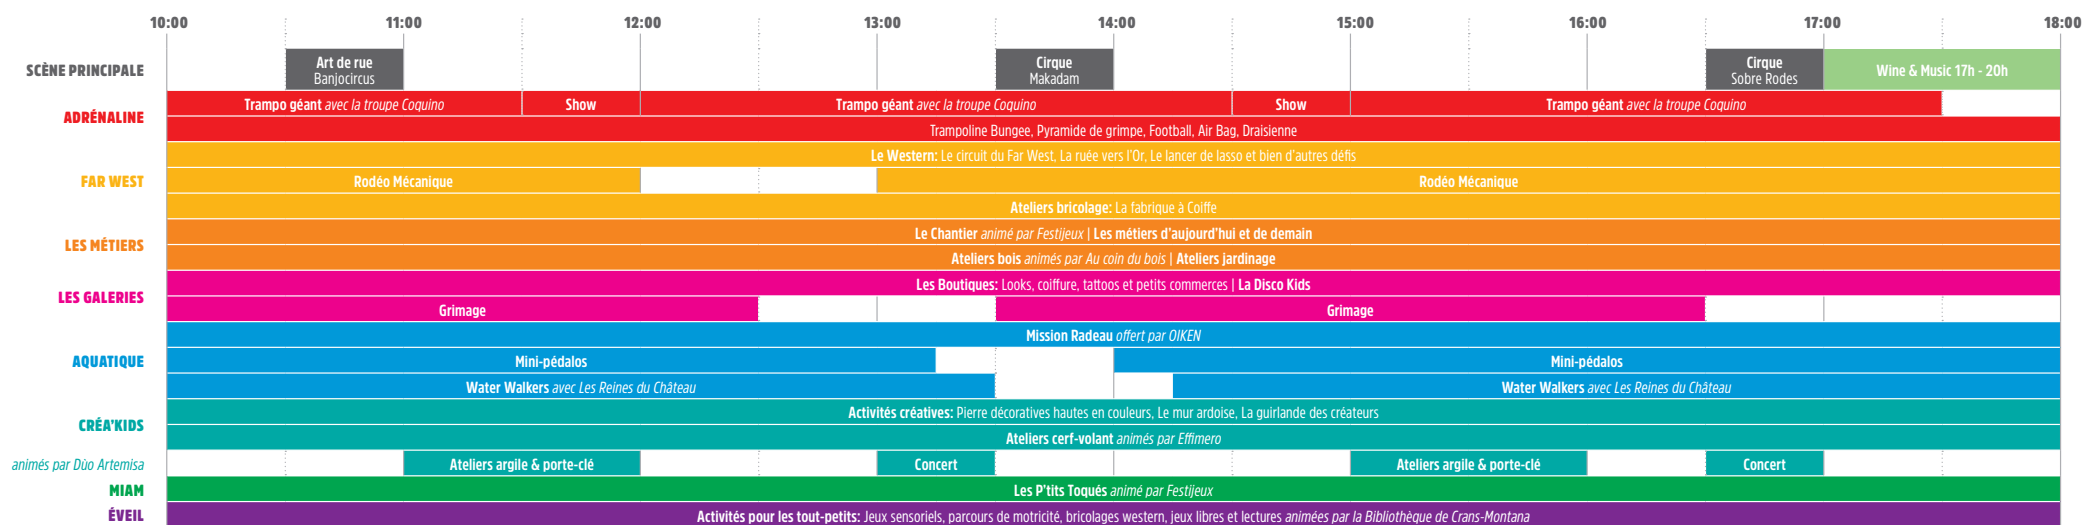 10:00 11:00 12:00 13:00 14:00 15:00 16:00 17:00 18:00
SCÈNE PRINCIPALE
Art de rue
Banjocircus
Cirque
Makadam
Cirque
Sobre Rodes
Wine & Music 17h - 20h
ADRÉNALINE
Trampo géant avec la troupe Coquino
Show
Trampo géant avec la troupe Coquino
Show
Trampo géant avec la troupe Coquino
Trampoline Bungee, Pyramide de grimpe, Football, Air Bag, Draisienne
FAR WEST
Le Western: Le circuit du Far West, La ruée vers l'Or, Le lancer de lasso et bien d'autres défis
Rodéo Mécanique
Rodéo Mécanique
Ateliers bricolage: La fabrique à Coiffe
LES MÉTIERS
Le Chantier animé par Festijeux | Les métiers d'aujourd'hui et de demain
Ateliers bois animés par Au coin du bois | Ateliers jardinage
LES GALERIES
Les Boutiques: Looks, coiffure, tattoos et petits commerces | La Disco Kids
Grimage
Grimage
AQUATIQUE
Mission Radeau offert par OIKEN
Mini-pédalos
Mini-pédalos
Water Walkers avec Les Reines du Château
Water Walkers avec Les Reines du Château
CRÉA'KIDS
Activités créatives: Pierre décoratives hautes en couleurs, Le mur ardoise, La guirlande des créateurs
Ateliers cerf-volant animés par Effimero
animés par Dùo Artemisa
Ateliers argile & porte-clé
Concert
Ateliers argile & porte-clé
Concert
MIAM
Les P'tits Toqués animé par Festijeux
ÉVEIL
Activités pour les tout-petits: Jeux sensoriels, parcours de motricité, bricolages western, jeux libres et lectures animées par la Bibliothèque de Crans-Montana